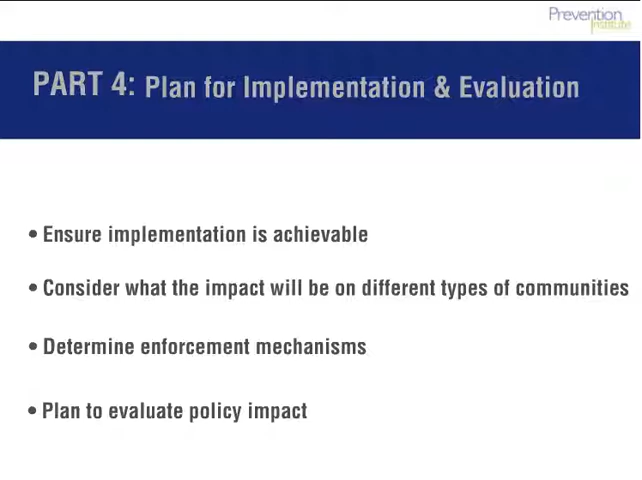 Prevention
Institute
PART 4: Plan for Implementation & Evaluation
• Ensure implementation is achievable
• Consider what the impact will be on different types of communities
• Determine enforcement mechanisms
• Plan to evaluate policy impact